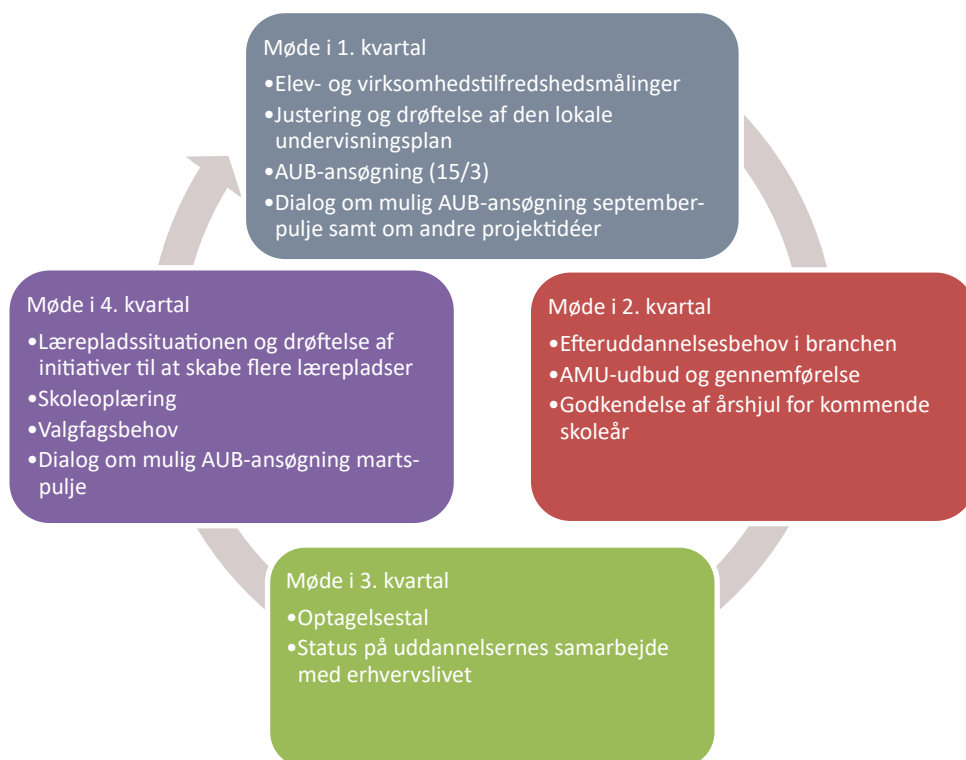 Møde i 1. kvartal
•Elev- og virksomhedstilfredshedsmålinger
•Justering og drøftelse af den lokale
undervisningsplan
•AUB-ansøgning (15/3)
•Dialog om mulig AUB-ansøgning september-
pulje samt om andre projektidéer
Møde i 2. kvartal
•Efteruddannelsesbehov i branchen
•AMU-udbud og gennemførelse
•Godkendelse af årshjul for kommende
skoleår
Møde i 3. kvartal
•Optagelsestal
•Status på uddannelsernes samarbejde
med erhvervslivet
Møde i 4. kvartal
•Lærepladssituationen og drøftelse af
initiativer til at skabe flere lærepladser
•Skoleoplæring
•Valgfagsbehov
•Dialog om mulig AUB-ansøgning marts-
pulje